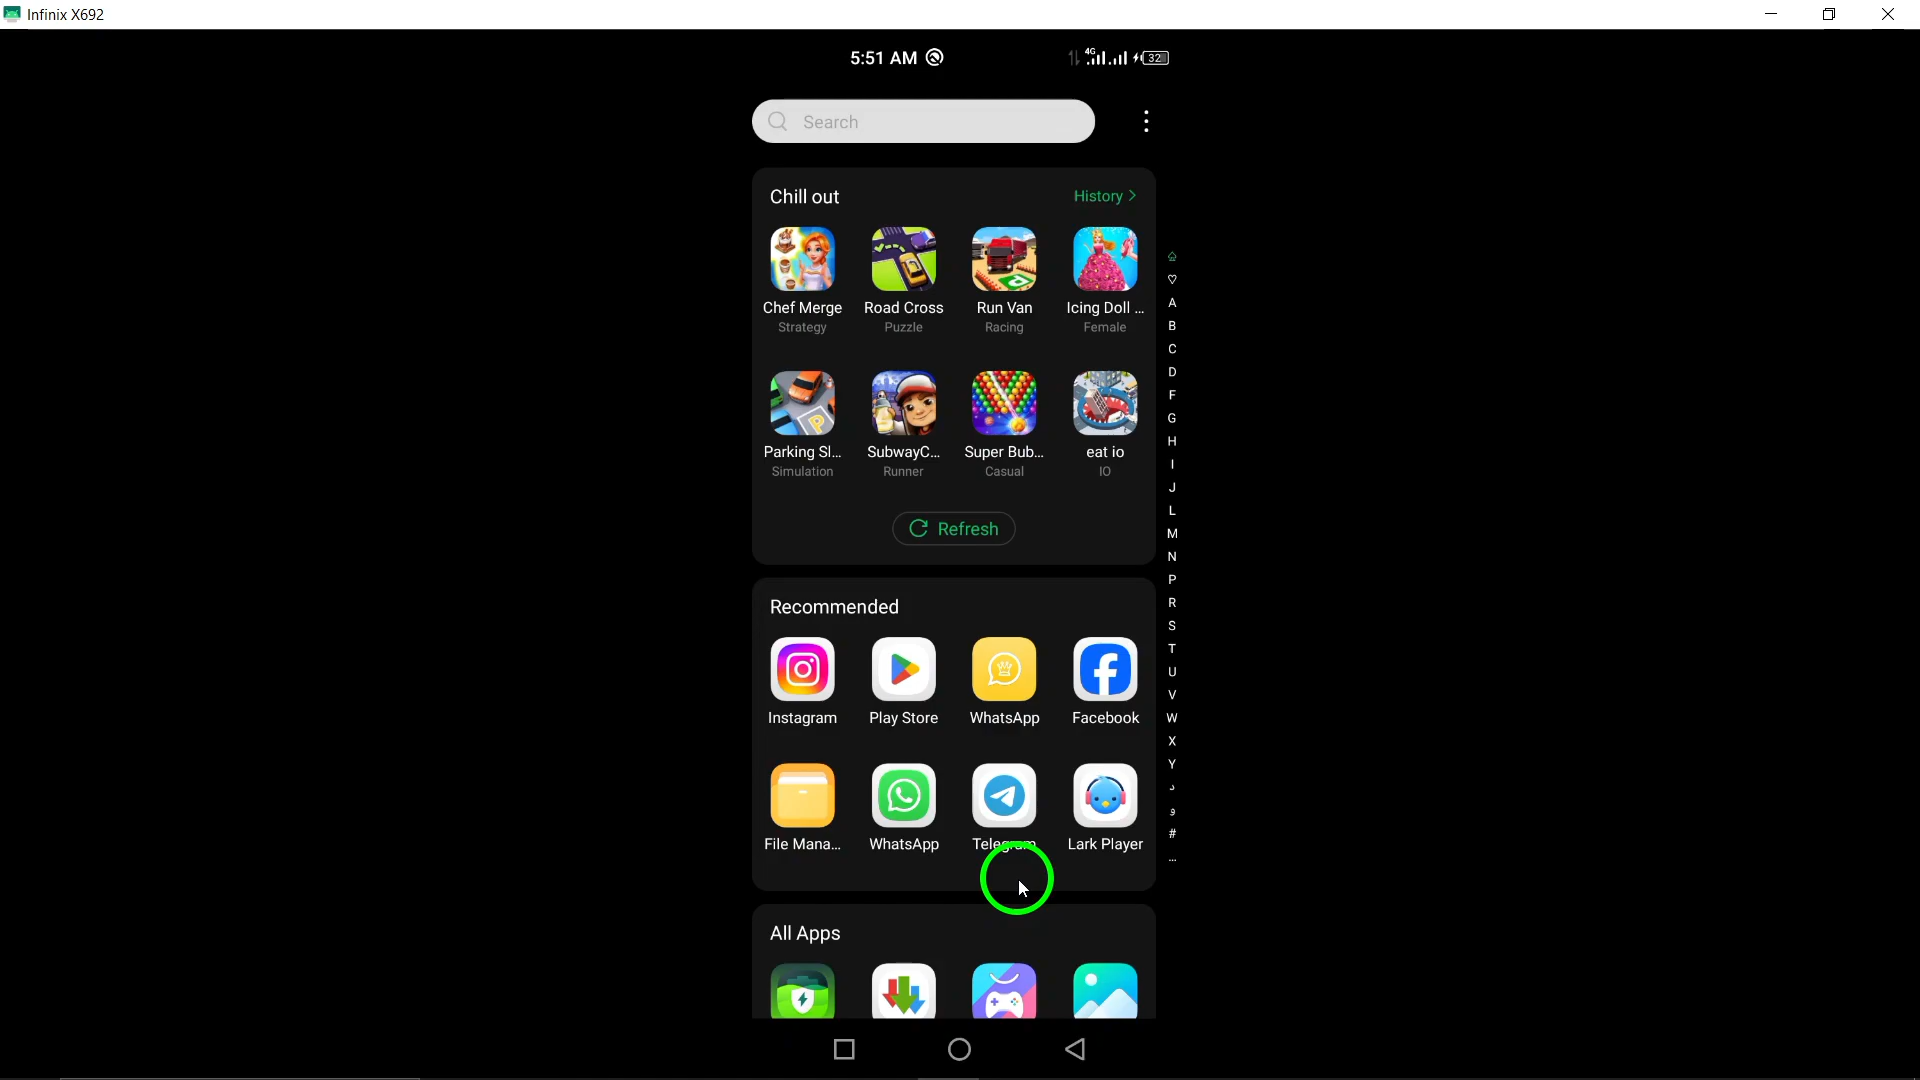 Infinix X692
5:51 AM
4G
32
Search
Chill out
History >
Chef Merge
Road Cross
Run Van
Icing Doll ...
Strategy
Puzzle
Racing
Female
Parking Sl...
SubwayC...
Super Bub...
eat io
Simulation
Runner
Casual
IO
Refresh
Recommended
Instagram
Play Store
WhatsApp
Facebook
File Mana...
WhatsApp
Telegram
Lark Player
All Apps
A
B
C
D
F
G
H
I
J
L
M
N
P
R
S
T
U
V
W
X
Y
د
و
#
...